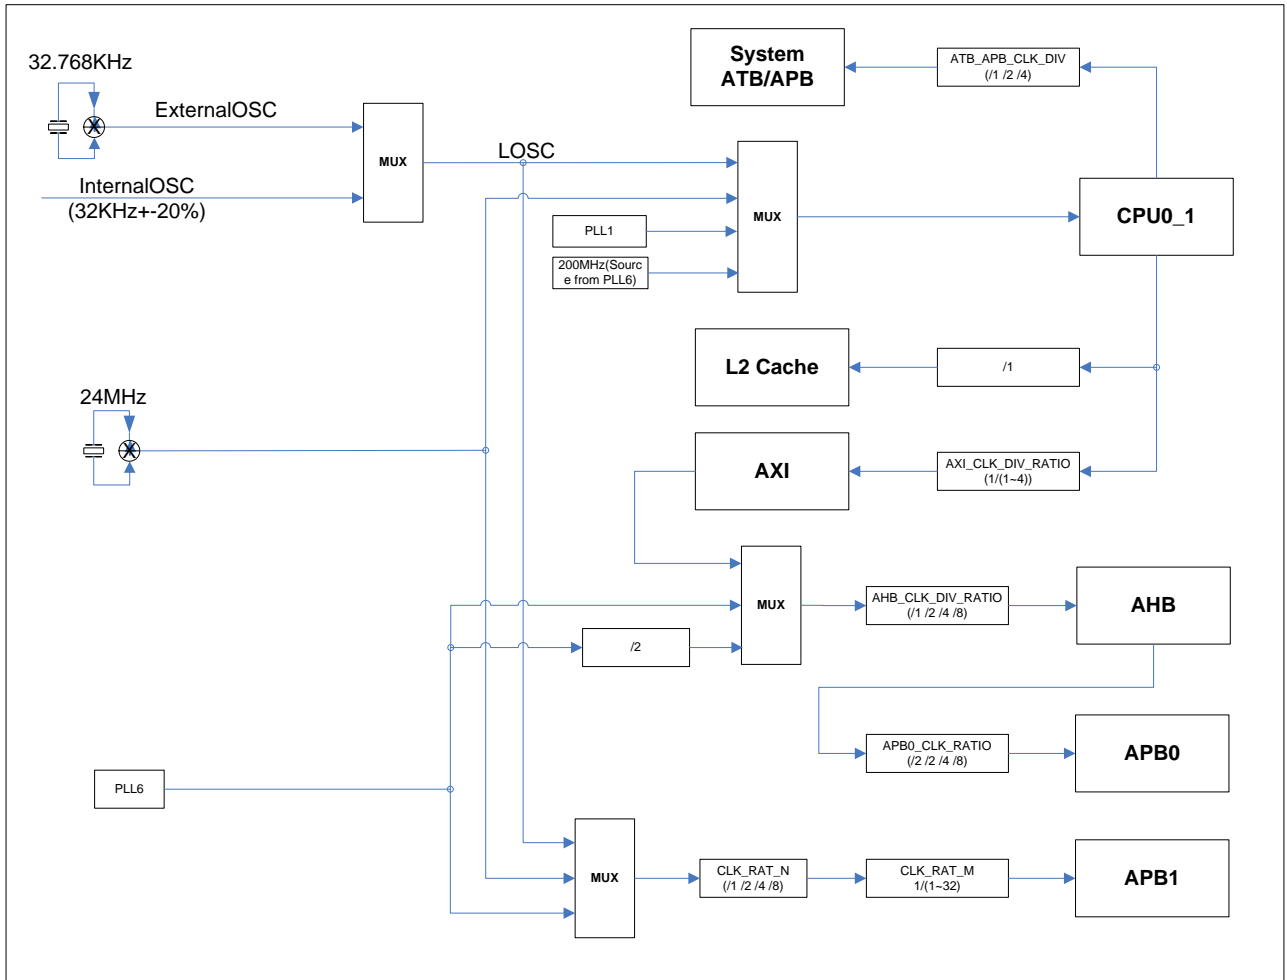 32.768KHz
ExternalOSC
InternalOSC
(32KHz+-20%)
MUX
LOSC
System
ATB/APB
ATB_APB_CLK_DIV
(/1 /2 /4)
PLL1
200MHz(Sourc
e from PLL6)
MUX
CPU0_1
L2 Cache
/1
24MHz
AXI
AXI_CLK_DIV_RATIO
(1/(1~4))
/2
MUX
AHB_CLK_DIV_RATIO
(/1 /2 /4 /8)
AHB
APB0_CLK_RATIO
(/2 /2 /4 /8)
APB0
PLL6
MUX
CLK_RAT_N
(/1 /2 /4 /8)
CLK_RAT_M
1/(1~32)
APB1